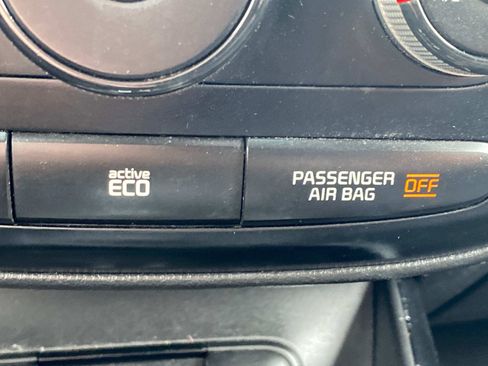 active
ECO
PASSENGER
AIR BAG
OFF